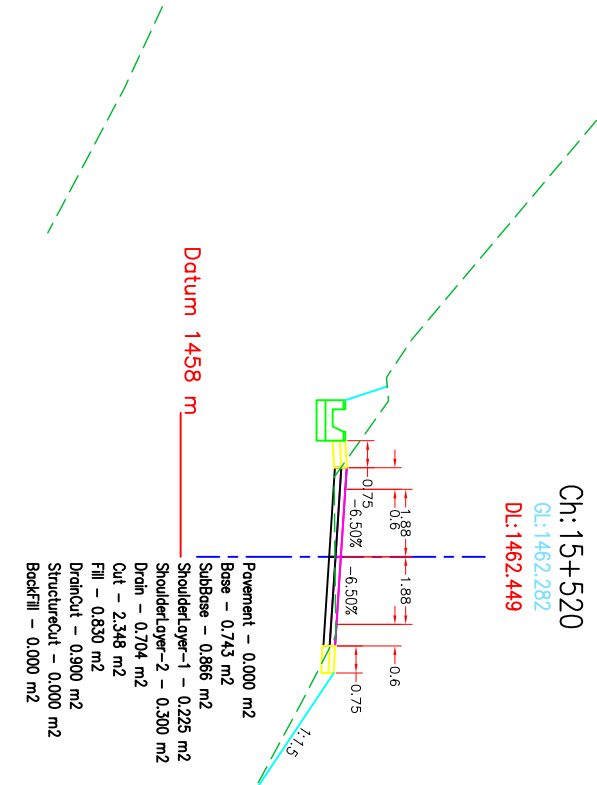 Ch:15+520
GL:1462.282
DL:1462.449
1.88
1.88
0.6
0.6
0.75
0.75
-6.50%
-6.50%
1:1.5
Datum 1458 m
Pavement - 0.000 m2
Base - 0.743 m2
SubBase - 0.866 m2
ShoulderLayer-1 - 0.225 m2
ShoulderLayer-2 - 0.300 m2
Drain - 0.704 m2
Cut - 2.348 m2
Fill - 0.830 m2
DrainCut - 0.900 m2
StructureCut - 0.000 m2
BackFill - 0.000 m2